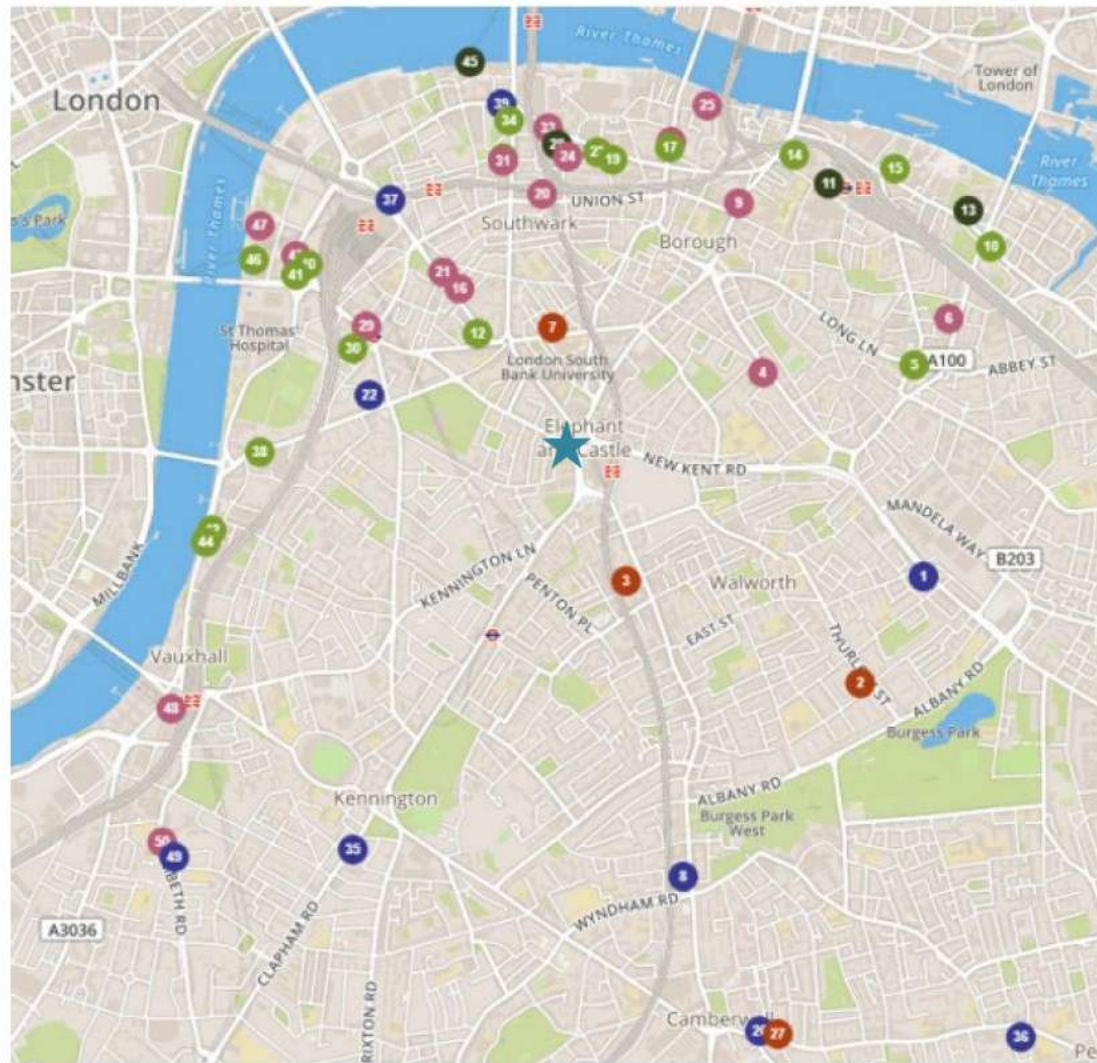 River Thames
45
Tower of
London
London
39
34
25
33
24
17
19
14
15
River
Thames
31
11
37
20
UNION ST
9
13
Southwark
Borough
10
47
46
41
River Thames
21
16
St Thomas'
Hospital
29
30
12
7
6
LONG LN
London South
Bank University
4
5
A100
ABBEY ST
nster
22
Elephant
38
NEW KENT RD
44
MILLBANK
KENNINGTON LN
PENTON PL
3
Walworth
1
MANDELA WAY
B203
EAST ST
Vauxhall
2
ALBANY RD
48
Burgess Park
Kennington
ALBANY RD
Burgess Park
West
50
49
35
8
WYNDHAM RD
A3036
CLAPHAM RD
Camberwell
27
36